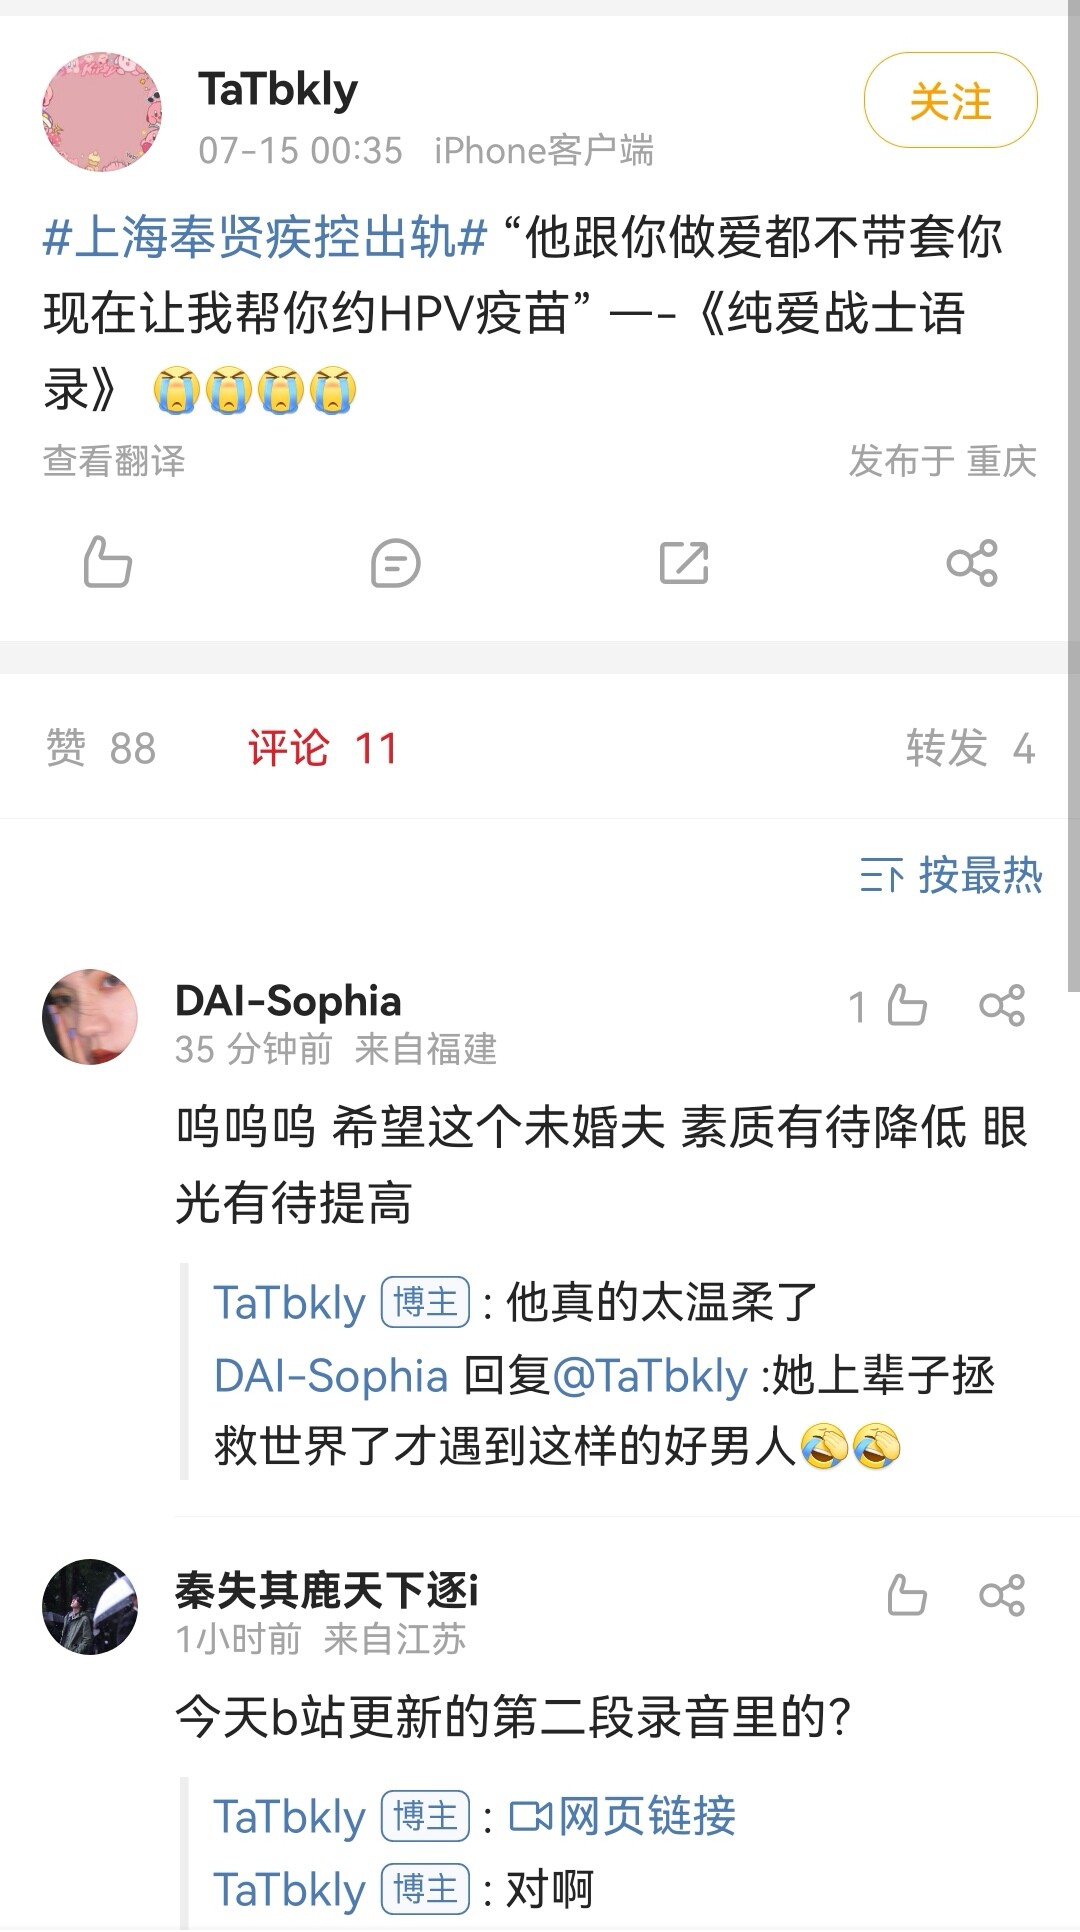 TaTbkly
关注
07-15 00:35 iPhone客户端
#上海奉贤疾控出轨# “他跟你做爱都不带套你
现在让我帮你约HPV疫苗” 一-《纯爱战士语
录》 😭😭😭😭
查看翻译
发布于 重庆
赞 88
评论 11
转发 4
按最热
DAI-Sophia
1
35 分钟前 来自福建
呜呜呜 希望这个未婚夫 素质有待降低 眼
光有待提高
TaTbkly 博主 : 他真的太温柔了
DAI-Sophia 回复@TaTbkly :她上辈子拯
救世界了才遇到这样的好男人🤣🤣
秦失其鹿天下逐i
1小时前 来自江苏
今天b站更新的第二段录音里的?
TaTbkly 博主 : 网页链接
TaTbkly 博主 : 对啊